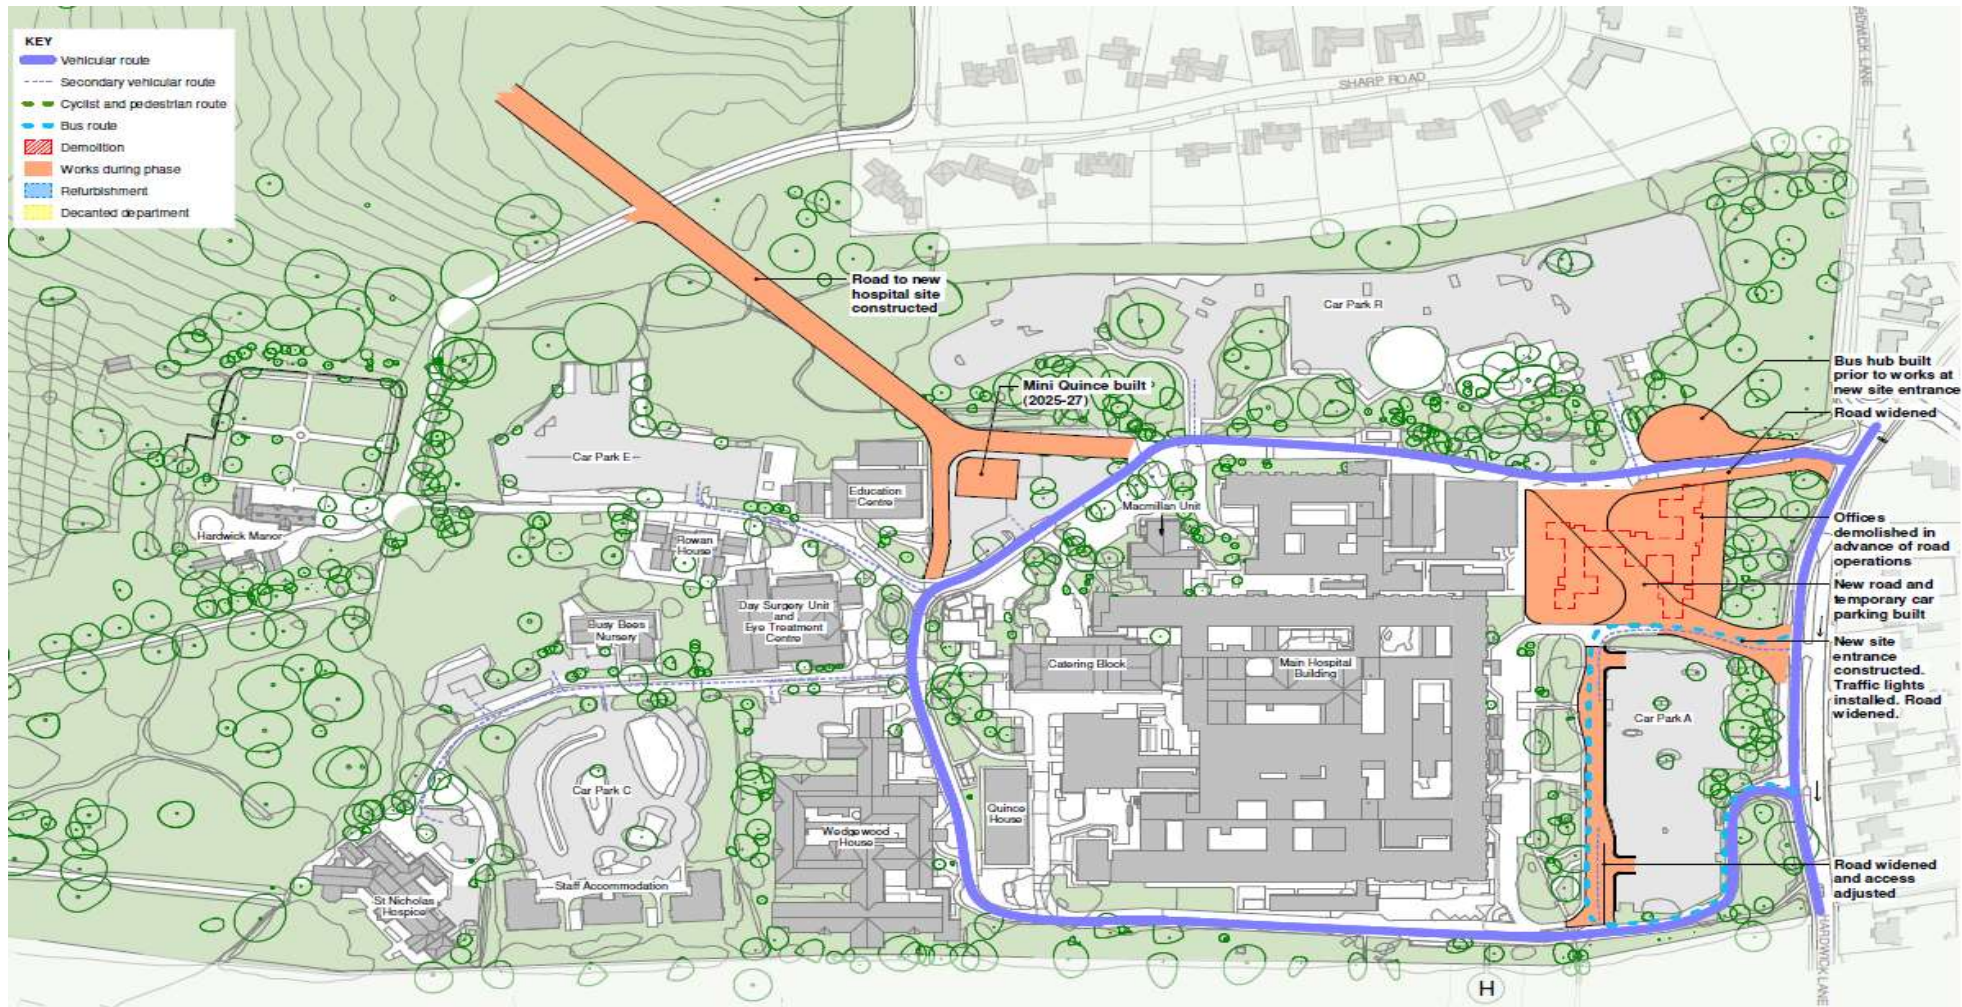 KEY
Vehicular route
Secondary vehicular route
Cyclist and pedestrian route
Bus route
Demolition
Works during phase
Refurbishment
Decanted department
SHARP ROAD
HARDWICK LANE
Road to new
hospital site
constructed
Car Park R
Mini Quince built
(2025-27)
Bus hub built
prior to works at
new site entrance
Road widened
Car Park E
Education
Centre
Macmillan Unit
Hardwick Manor
Rowan
House
Offices
demolished in
advance of road
operations
New road and
temporary car
parking built
Day Surgery Unit
and
Eye Treatment
Centre
Busy Bees
Nursery
Catering Block
Main Hospital
Building
New site
entrance
constructed.
Traffic lights
installed. Road
widened.
Car Park A
Car Park C
Quince
House
Wedgewood
House
Road widened
and access
adjusted
Staff Accommodation
St Nicholas
Hospice
HARDWICK LANE
H